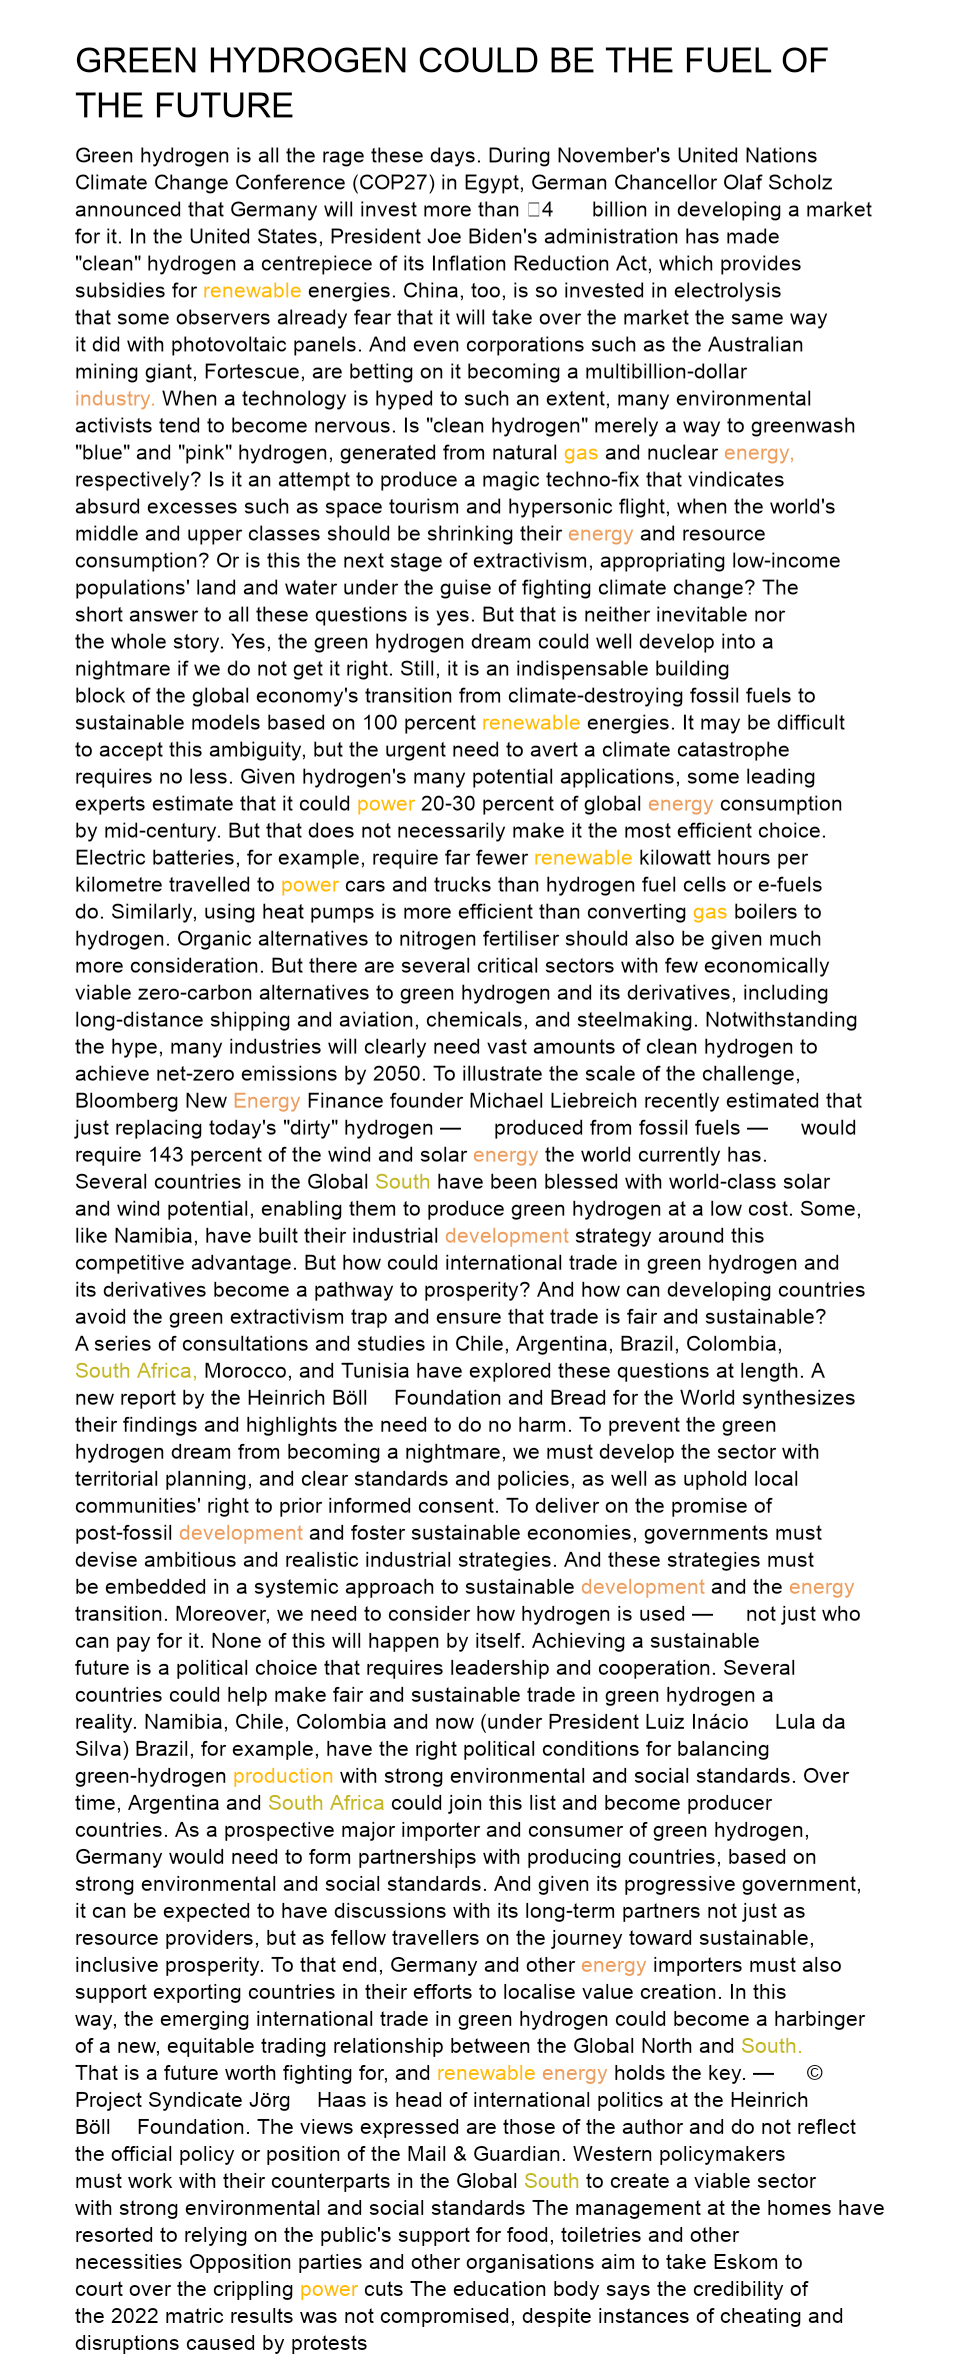 GREEN HYDROGEN COULD BE THE FUEL OF
THE FUTURE
Green hydrogen is all the rage these days. During November's United Nations
Climate Change Conference (COP27) in Egypt, German Chancellor Olaf Scholz
announced that Germany will invest more than 4 billion in developing a market
for it. In the United States, President Joe Biden's administration has made
"clean" hydrogen a centrepiece of its Inflation Reduction Act, which provides
subsidies for renewable energies. China, too, is so invested in electrolysis
that some observers already fear that it will take over the market the same way
it did with photovoltaic panels. And even corporations such as the Australian
mining giant, Fortescue, are betting on it becoming a multibillion-dollar
industry. When a technology is hyped to such an extent, many environmental
activists tend to become nervous. Is "clean hydrogen" merely a way to greenwash
"blue" and "pink" hydrogen, generated from natural gas and nuclear energy,
respectively? Is it an attempt to produce a magic techno-fix that vindicates
absurd excesses such as space tourism and hypersonic flight, when the world's
middle and upper classes should be shrinking their energy and resource
consumption? Or is this the next stage of extractivism, appropriating low-income
populations' land and water under the guise of fighting climate change? The
short answer to all these questions is yes. But that is neither inevitable nor
the whole story. Yes, the green hydrogen dream could well develop into a
nightmare if we do not get it right. Still, it is an indispensable building
block of the global economy's transition from climate-destroying fossil fuels to
sustainable models based on 100 percent renewable energies. It may be difficult
to accept this ambiguity, but the urgent need to avert a climate catastrophe
requires no less. Given hydrogen's many potential applications, some leading
experts estimate that it could power 20-30 percent of global energy consumption
by mid-century. But that does not necessarily make it the most efficient choice.
Electric batteries, for example, require far fewer renewable kilowatt hours per
kilometre travelled to power cars and trucks than hydrogen fuel cells or e-fuels
do. Similarly, using heat pumps is more efficient than converting gas boilers to
hydrogen. Organic alternatives to nitrogen fertiliser should also be given much
more consideration. But there are several critical sectors with few economically
viable zero-carbon alternatives to green hydrogen and its derivatives, including
long-distance shipping and aviation, chemicals, and steelmaking. Notwithstanding
the hype, many industries will clearly need vast amounts of clean hydrogen to
achieve net-zero emissions by 2050. To illustrate the scale of the challenge,
Bloomberg New Energy Finance founder Michael Liebreich recently estimated that
just replacing today's "dirty" hydrogen — produced from fossil fuels — would
require 143 percent of the wind and solar energy the world currently has.
Several countries in the Global South have been blessed with world-class solar
and wind potential, enabling them to produce green hydrogen at a low cost. Some,
like Namibia, have built their industrial development strategy around this
competitive advantage. But how could international trade in green hydrogen and
its derivatives become a pathway to prosperity? And how can developing countries
avoid the green extractivism trap and ensure that trade is fair and sustainable?
A series of consultations and studies in Chile, Argentina, Brazil, Colombia,
South Africa, Morocco, and Tunisia have explored these questions at length. A
new report by the Heinrich Böll Foundation and Bread for the World synthesizes
their findings and highlights the need to do no harm. To prevent the green
hydrogen dream from becoming a nightmare, we must develop the sector with
territorial planning, and clear standards and policies, as well as uphold local
communities' right to prior informed consent. To deliver on the promise of
post-fossil development and foster sustainable economies, governments must
devise ambitious and realistic industrial strategies. And these strategies must
be embedded in a systemic approach to sustainable development and the energy
transition. Moreover, we need to consider how hydrogen is used — not just who
can pay for it. None of this will happen by itself. Achieving a sustainable
future is a political choice that requires leadership and cooperation. Several
countries could help make fair and sustainable trade in green hydrogen a
reality. Namibia, Chile, Colombia and now (under President Luiz Inácio Lula da
Silva) Brazil, for example, have the right political conditions for balancing
green-hydrogen production with strong environmental and social standards. Over
time, Argentina and South Africa could join this list and become producer
countries. As a prospective major importer and consumer of green hydrogen,
Germany would need to form partnerships with producing countries, based on
strong environmental and social standards. And given its progressive government,
it can be expected to have discussions with its long-term partners not just as
resource providers, but as fellow travellers on the journey toward sustainable,
inclusive prosperity. To that end, Germany and other energy importers must also
support exporting countries in their efforts to localise value creation. In this
way, the emerging international trade in green hydrogen could become a harbinger
of a new, equitable trading relationship between the Global North and South.
That is a future worth fighting for, and renewable energy holds the key. — ©
Project Syndicate Jörg Haas is head of international politics at the Heinrich
Böll Foundation. The views expressed are those of the author and do not reflect
the official policy or position of the Mail & Guardian. Western policymakers
must work with their counterparts in the Global South to create a viable sector
with strong environmental and social standards The management at the homes have
resorted to relying on the public's support for food, toiletries and other
necessities Opposition parties and other organisations aim to take Eskom to
court over the crippling power cuts The education body says the credibility of
the 2022 matric results was not compromised, despite instances of cheating and
disruptions caused by protests